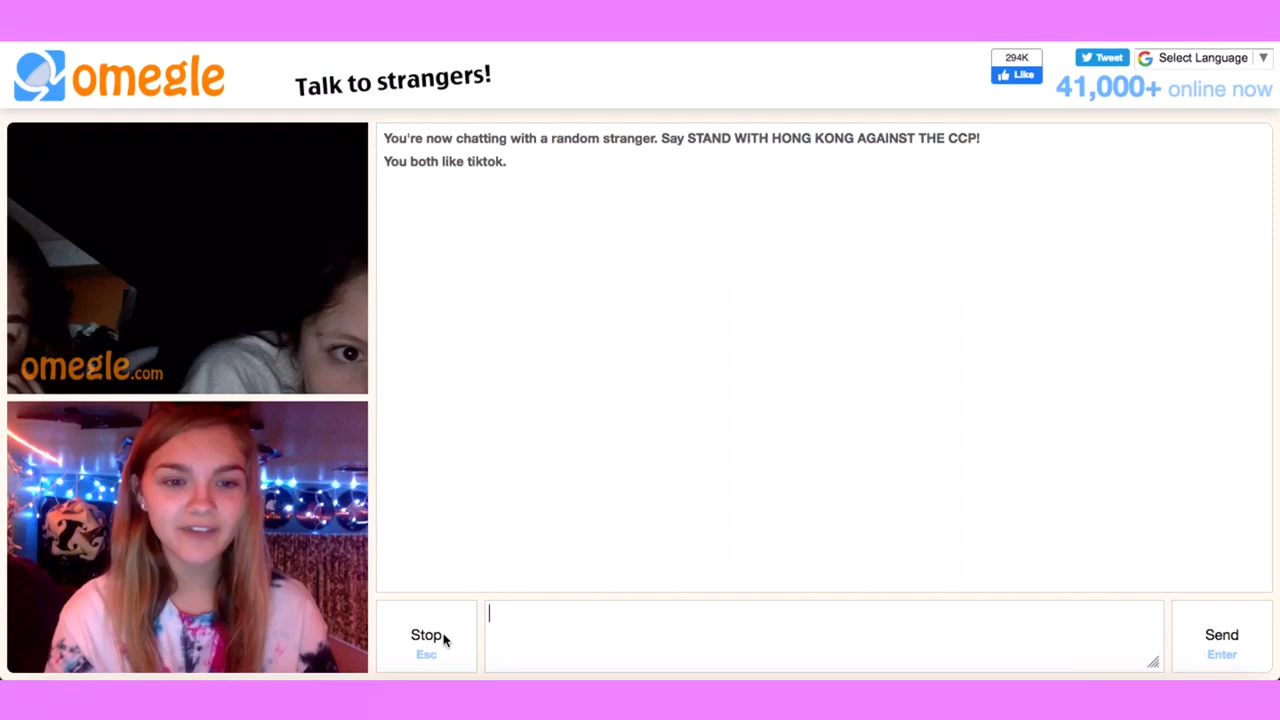 omegle
Talk to strangers!
294K
Like
Tweet
Select Language
41,000+ online now
You're now chatting with a random stranger. Say STAND WITH HONG KONG AGAINST THE CCP!
You both like tiktok.
omegle.com
Stop
Esc
Send
Enter